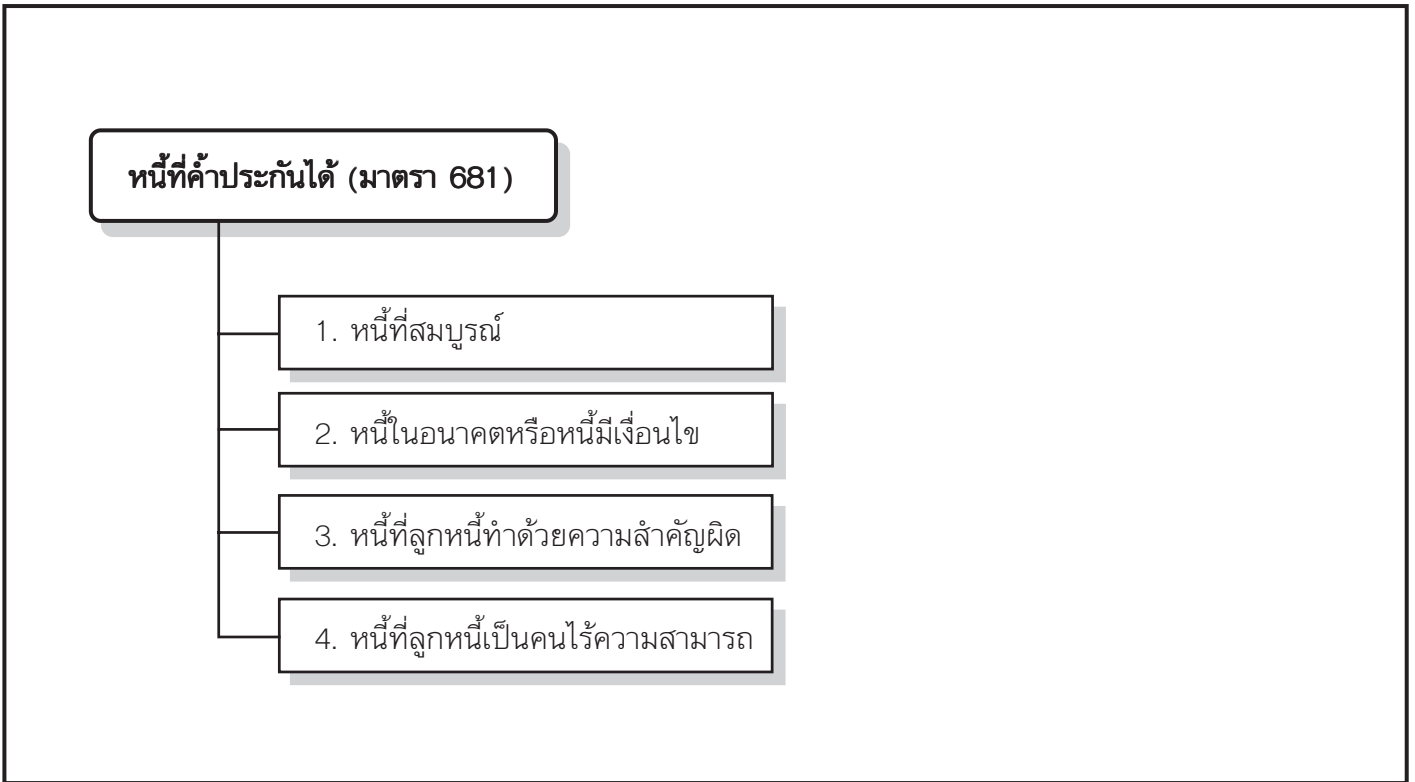 หนี้ที่ค้ำประกันได้ (มาตรา 681)
1. หนี้ที่สมบูรณ์
2. หนี้ในอนาคตหรือหนี้มีเงื่อนไข
3. หนี้ที่ลูกหนี้ทำด้วยความสำคัญผิด
4. หนี้ที่ลูกหนี้เป็นคนไร้ความสามารถ